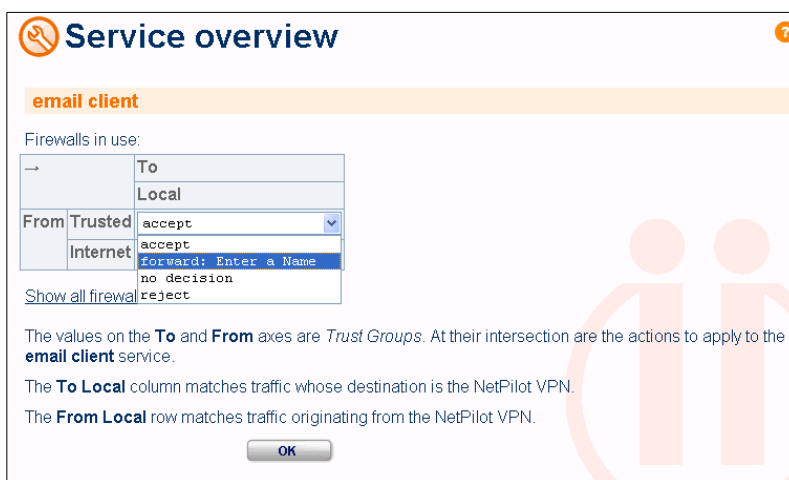 Service overview
?
email client
Firewalls in use:
→ To
Local
From Trusted accept
Internet accept
forward: Enter a Name
no decision
Show all firewal reject
The values on the To and From axes are Trust Groups. At their intersection are the actions to apply to the
email client service.
The To Local column matches traffic whose destination is the NetPilot VPN.
The From Local row matches traffic originating from the NetPilot VPN.
OK